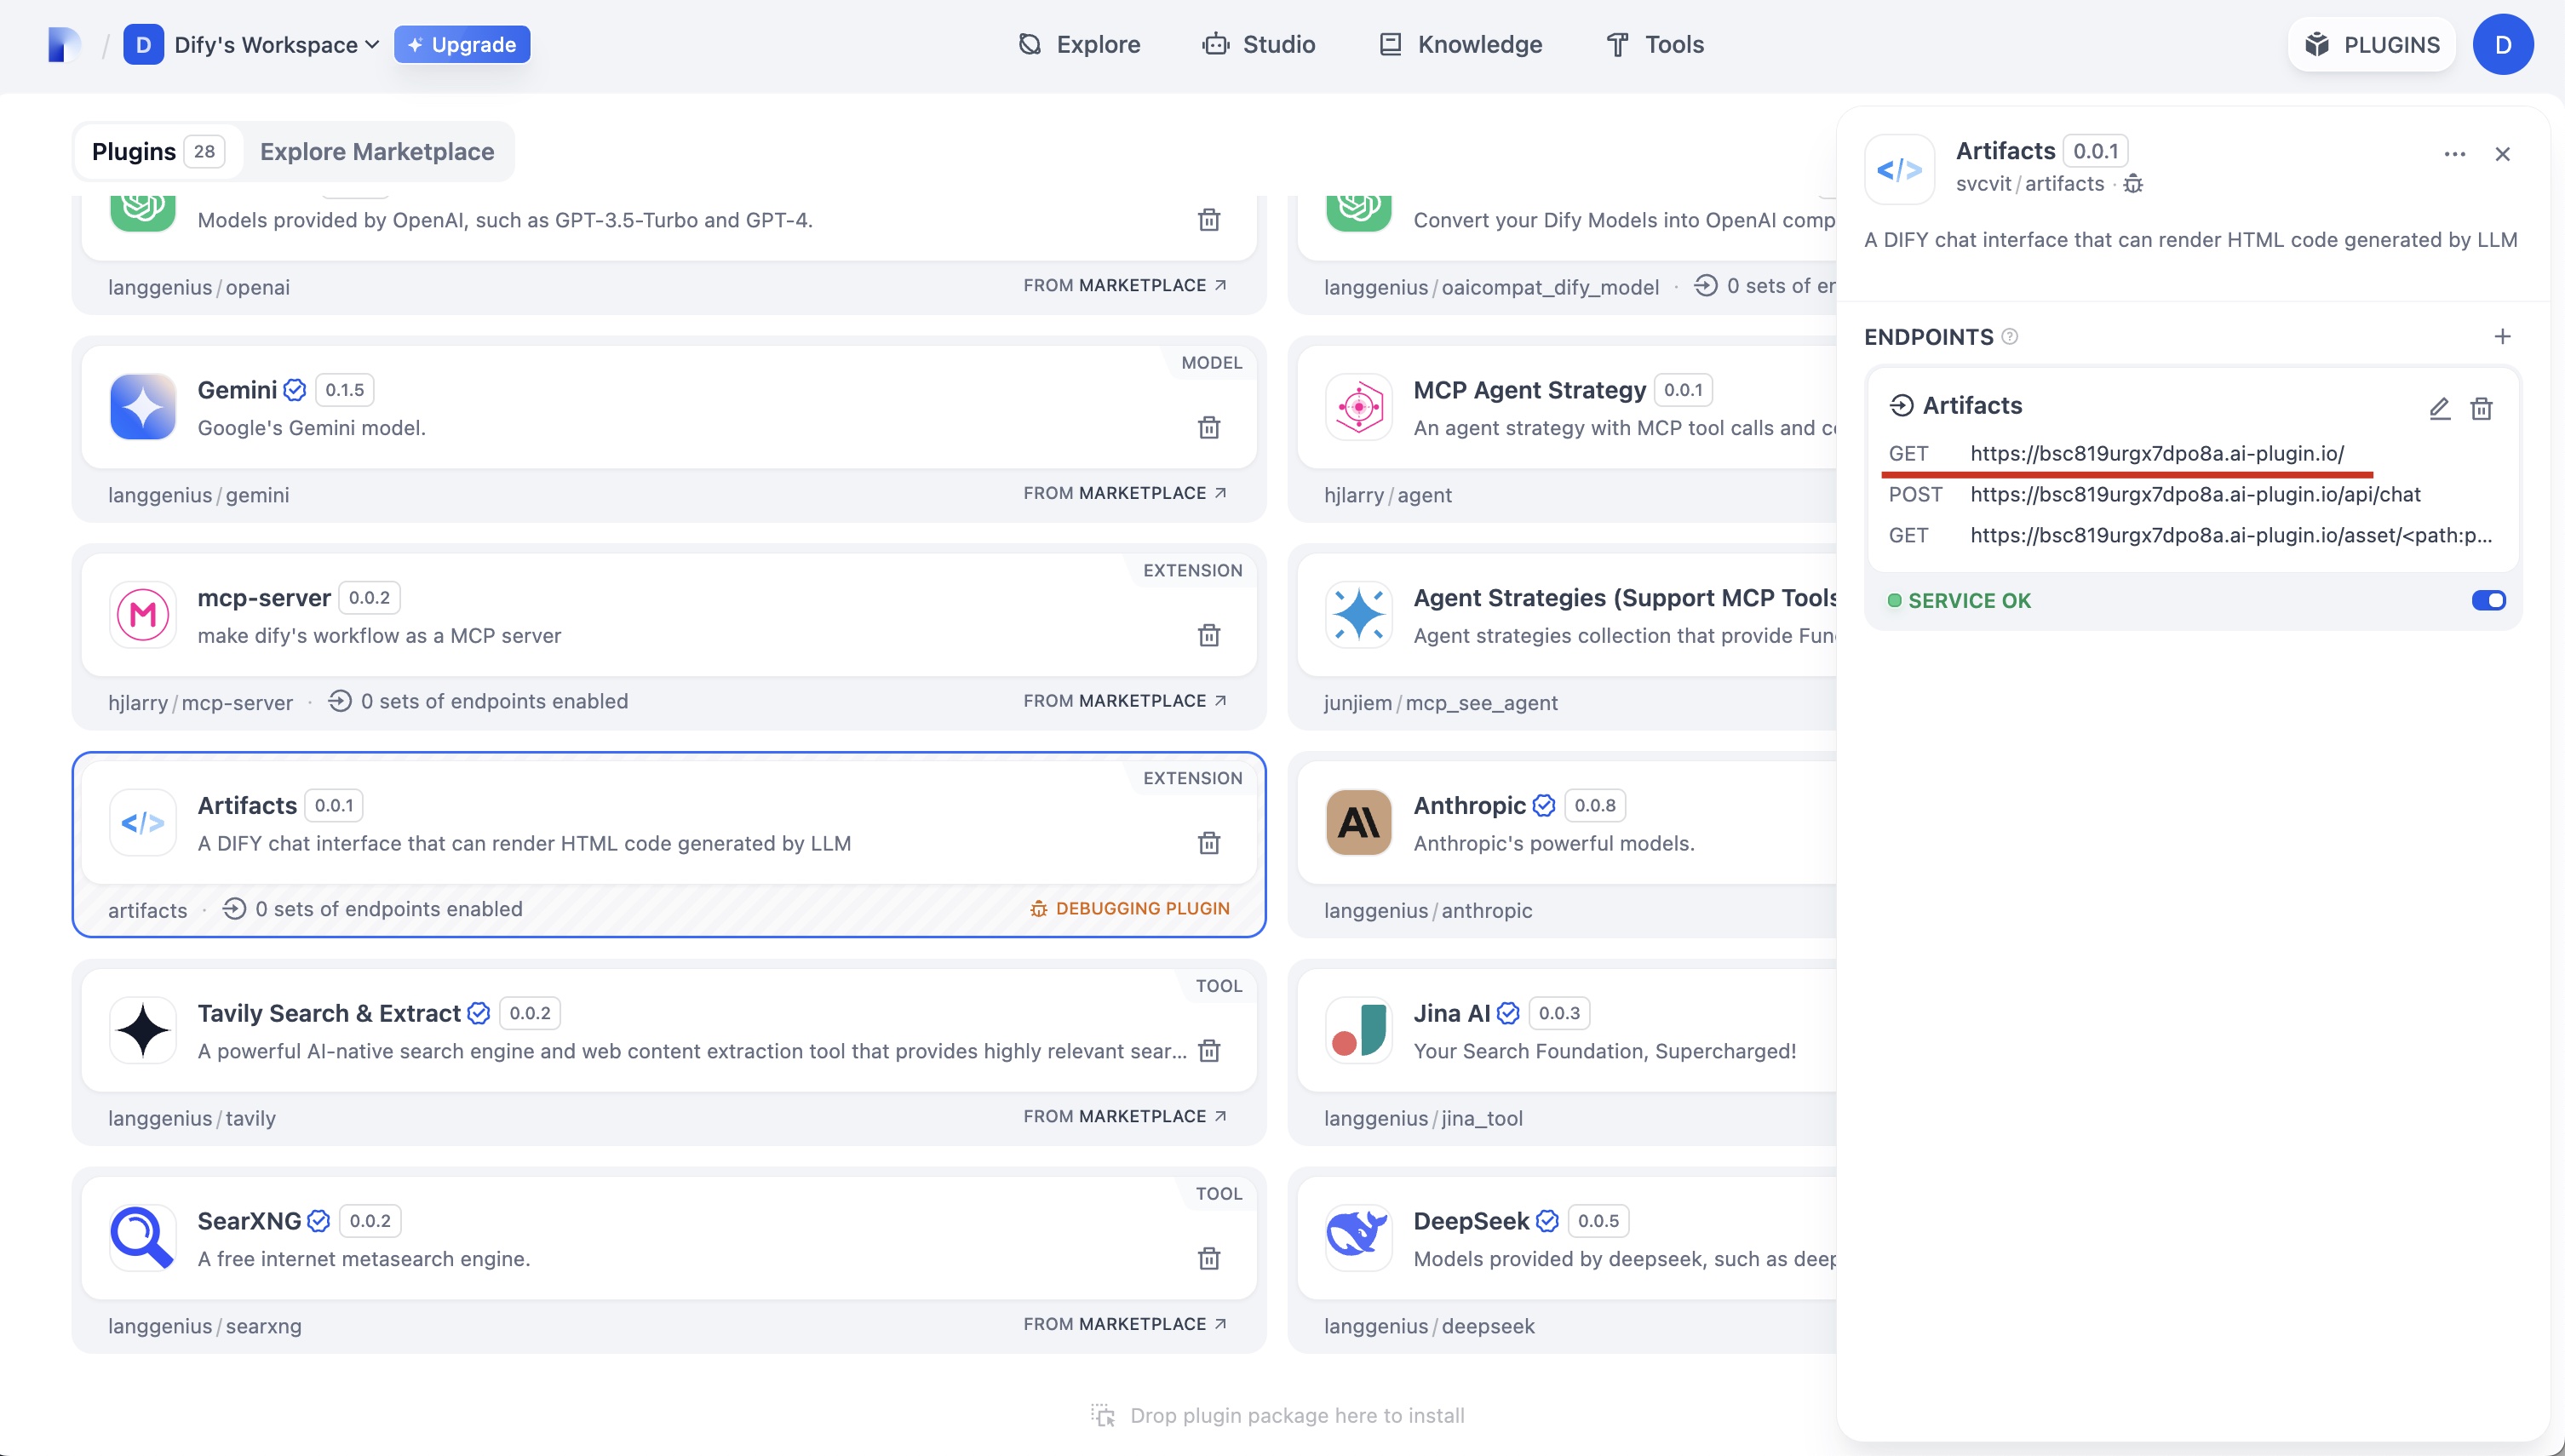 D Dify's Workspace Upgrade
Explore Studio Knowledge Tools
PLUGINS D
Plugins 28 Explore Marketplace
Models provided by OpenAI, such as GPT-3.5-Turbo and GPT-4.
langgenius/openai FROM MARKETPLACE
Convert your Dify Models into OpenAI comp
langgenius/oaicompat_dify_model · 0 sets of er
MODEL
Gemini 0.1.5
Google's Gemini model.
langgenius/gemini FROM MARKETPLACE
MCP Agent Strategy 0.0.1
An agent strategy with MCP tool calls and c
hjlarry/agent
EXTENSION
mcp-server 0.0.2
make dify's workflow as a MCP server
hjlarry/mcp-server · 0 sets of endpoints enabled FROM MARKETPLACE
Agent Strategies (Support MCP Tools
Agent strategies collection that provide Fun
junjiem/mcp_see_agent
EXTENSION
Artifacts 0.0.1
A DIFY chat interface that can render HTML code generated by LLM
artifacts · 0 sets of endpoints enabled DEBUGGING PLUGIN
Anthropic 0.0.8
Anthropic's powerful models.
langgenius/anthropic
TOOL
Tavily Search & Extract 0.0.2
A powerful AI-native search engine and web content extraction tool that provides highly relevant sear...
langgenius/tavily FROM MARKETPLACE
Jina AI 0.0.3
Your Search Foundation, Supercharged!
langgenius/jina_tool
TOOL
SearXNG 0.0.2
A free internet metasearch engine.
langgenius/searxng FROM MARKETPLACE
DeepSeek 0.0.5
Models provided by deepseek, such as deep
langgenius/deepseek
Drop plugin package here to install
Artifacts 0.0.1
svcvit/artifacts ·
A DIFY chat interface that can render HTML code generated by LLM
ENDPOINTS
Artifacts
GET https://bsc819urgx7dpo8a.ai-plugin.io/
POST https://bsc819urgx7dpo8a.ai-plugin.io/api/chat
GET https://bsc819urgx7dpo8a.ai-plugin.io/asset/<path:p...
SERVICE OK